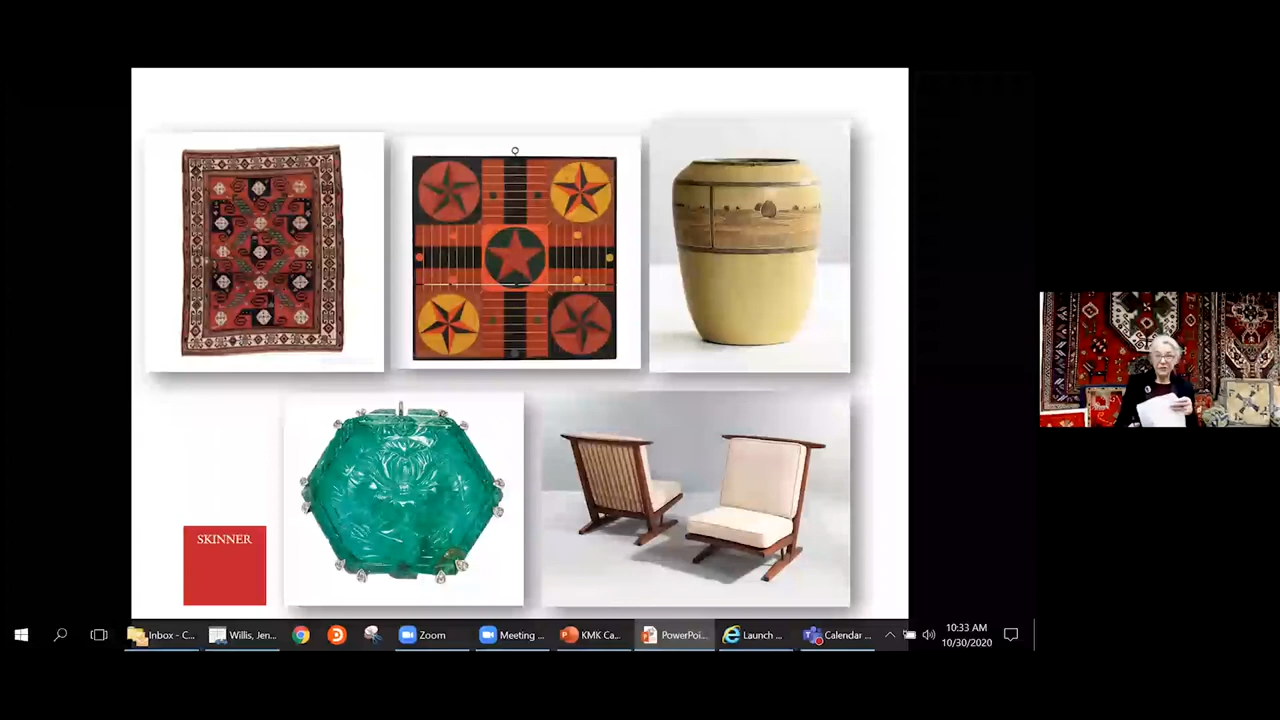 SKINNER
Inbox - C...
Willis, Jen...
Zoom
Meeting ...
KMK Ca...
PowerPoi...
Launch ...
Calendar ...
10:33 AM
10/30/2020